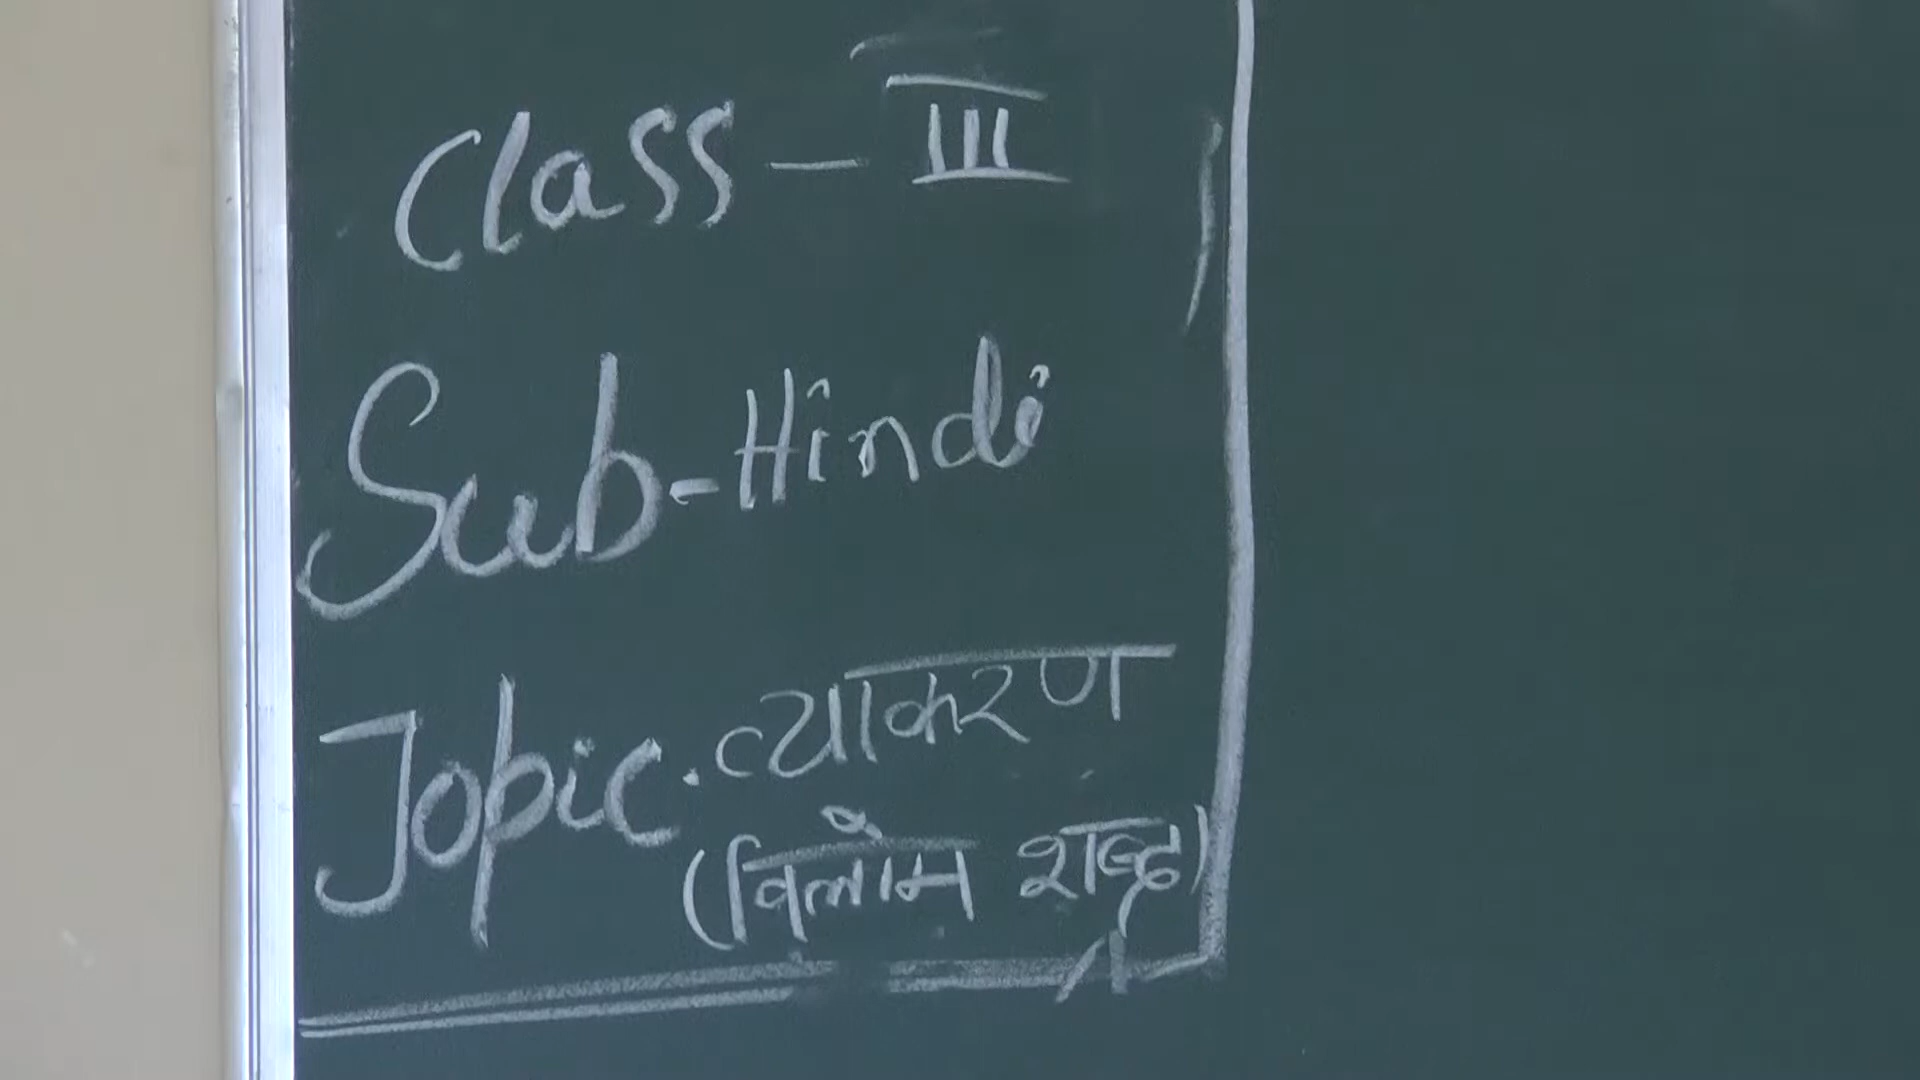 Class - III
Sub - Hindi
Topic. व्याकरण
(विलोम शब्द)